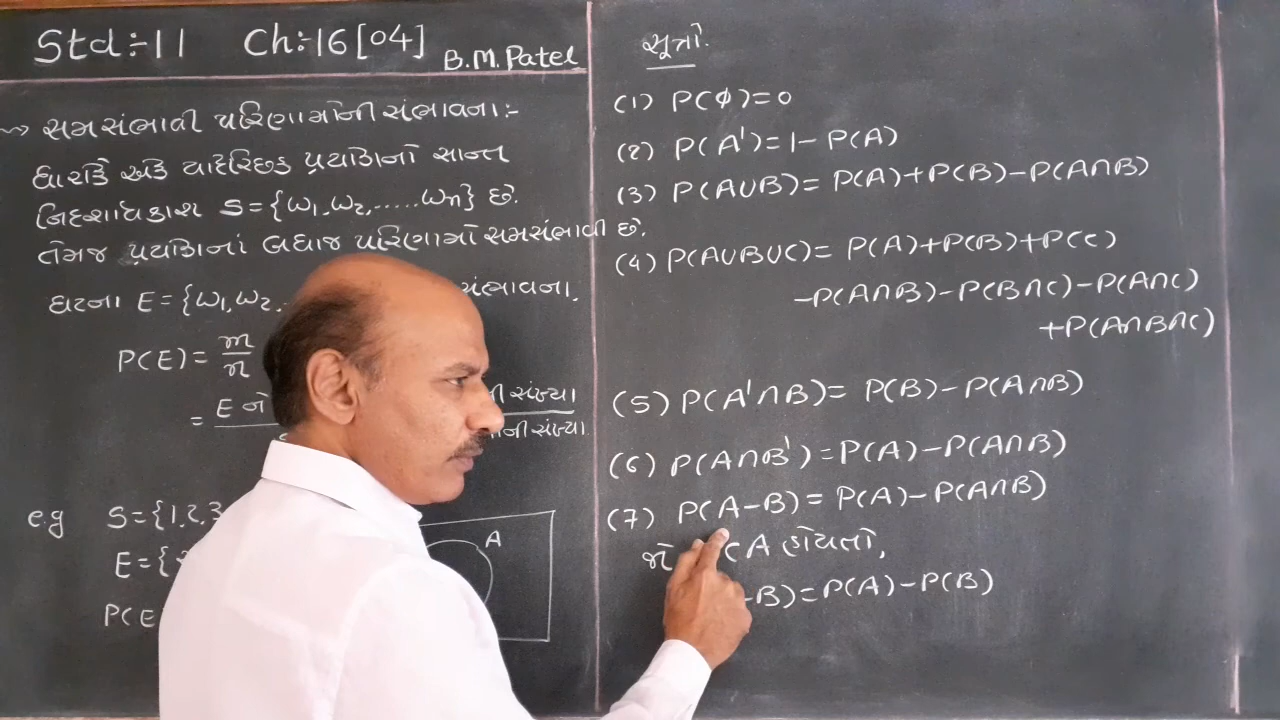 Std:-11 Ch:-16[04] B.M.Patel
સમસંભાવી પરિણામોની સંભાવના:-
ધારોકે એક યાદચ્છિક પ્રયોગનો સાન્ત
નિદર્શાવકાશ S={ω1,ω2,.....ωn} છે.
તેમજ પ્રયોગનાં બધાજ પરિણામો સમસંભાવી છે.
ઘટના E={ω1,ω2, સંભાવના.
P(E)= m/n
= E ને ની સંખ્યા
ની સંખ્યા
e.g S={1,2,3
E={
P(E
A
સૂત્રો.
(1) P(ϕ)=0
(2) P(A')=1-P(A)
(3) P(A∪B)= P(A)+P(B)-P(A∩B)
(4) P(A∪B∪C)= P(A)+P(B)+P(C)
-P(A∩B)-P(B∩C)-P(A∩C)
+P(A∩B∩C)
(5) P(A'∩B)= P(B)-P(A∩B)
(6) P(A∩B')=P(A)-P(A∩B)
(7) P(A-B)= P(A)-P(A∩B)
જો ⊂A હોયતો,
-B)=P(A)-P(B)